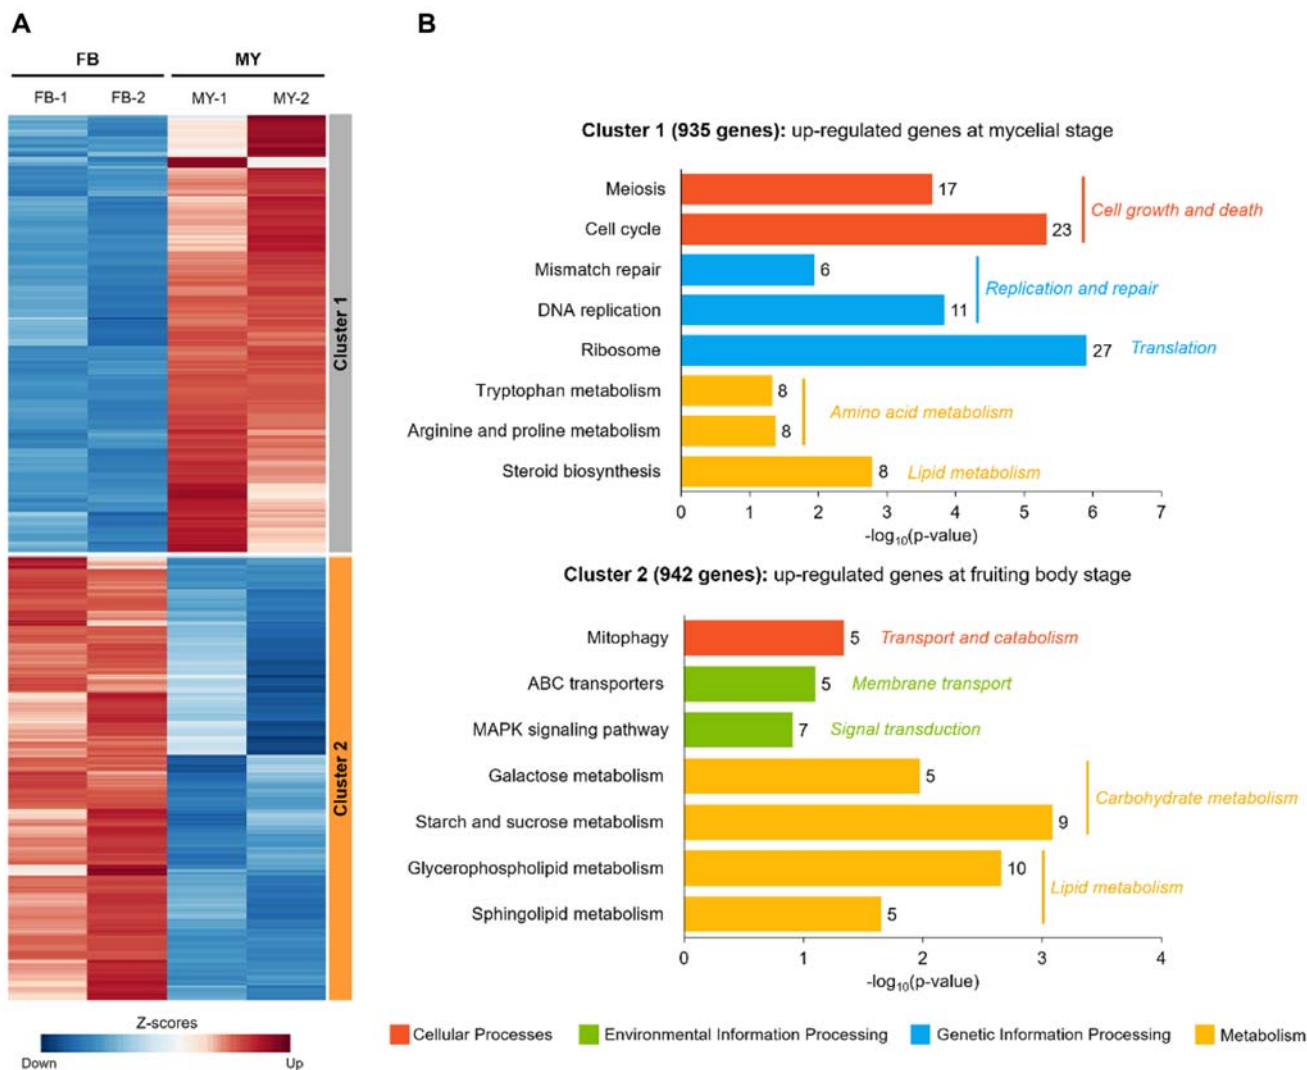 A
FB MY
FB-1 FB-2 MY-1 MY-2
Cluster 1
Cluster 2
Z-scores
Down Up
B
Cluster 1 (935 genes): up-regulated genes at mycelial stage
Meiosis 17
Cell growth and death
Cell cycle 23
Mismatch repair 6
Replication and repair
DNA replication 11
Ribosome 27 Translation
Tryptophan metabolism 8
Amino acid metabolism
Arginine and proline metabolism 8
Steroid biosynthesis 8 Lipid metabolism
0 1 2 3 4 5 6 7
-log10(p-value)
Cluster 2 (942 genes): up-regulated genes at fruiting body stage
Mitophagy 5 Transport and catabolism
ABC transporters 5 Membrane transport
MAPK signaling pathway 7 Signal transduction
Galactose metabolism 5
Carbohydrate metabolism
Starch and sucrose metabolism 9
Glycerophospholipid metabolism 10
Lipid metabolism
Sphingolipid metabolism 5
0 1 2 3 4
-log10(p-value)
Cellular Processes Environmental Information Processing Genetic Information Processing Metabolism